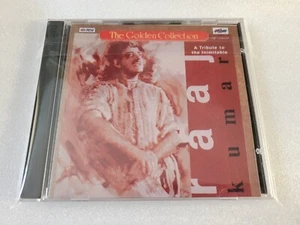 The Golden Collection
A Tribute to
the Inimitable
raaj
kumar